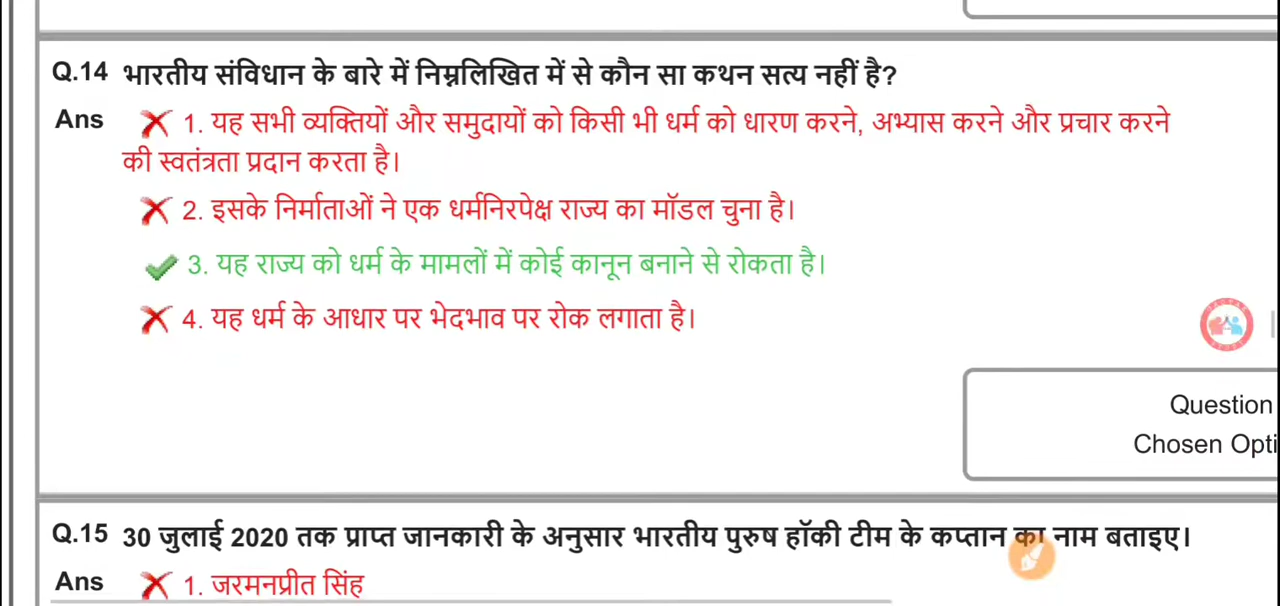 Q.14 भारतीय संविधान के बारे में निम्नलिखित में से कौन सा कथन सत्य नहीं है?
Ans 1. यह सभी व्यक्तियों और समुदायों को किसी भी धर्म को धारण करने, अभ्यास करने और प्रचार करने
की स्वतंत्रता प्रदान करता है।
2. इसके निर्माताओं ने एक धर्मनिरपेक्ष राज्य का मॉडल चुना है।
3. यह राज्य को धर्म के मामलों में कोई कानून बनाने से रोकता है।
4. यह धर्म के आधार पर भेदभाव पर रोक लगाता है।
Question
Chosen Opti
Q.15 30 जुलाई 2020 तक प्राप्त जानकारी के अनुसार भारतीय पुरुष हॉकी टीम के कप्तान का नाम बताइए।
Ans 1. जरमनप्रीत सिंह